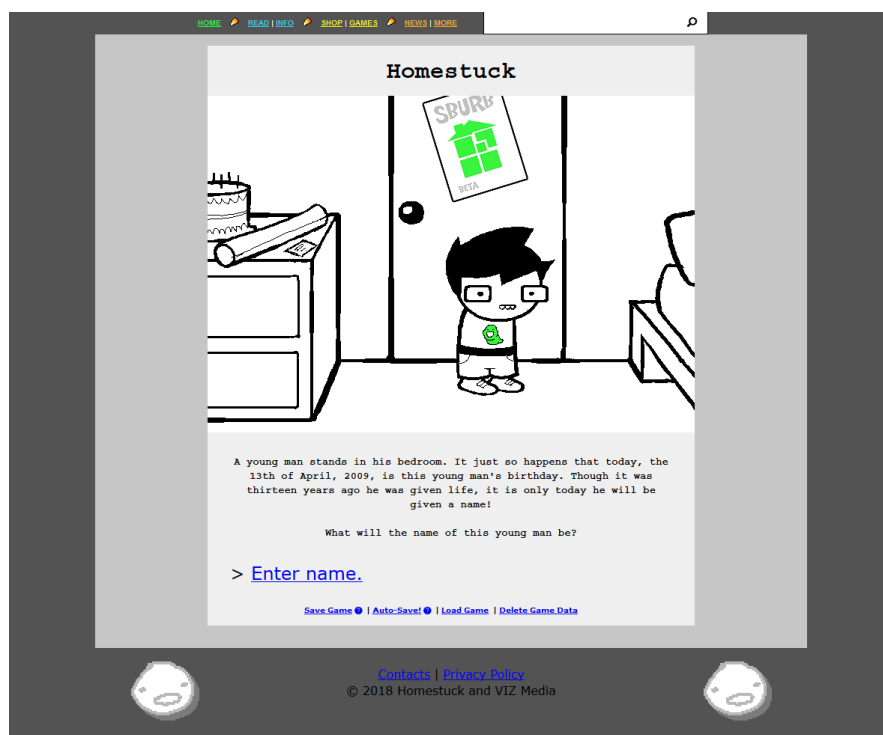 HOME READ | INFO SHOP | GAMES NEWS | MORE
Homestuck
SBURB
BETA
A young man stands in his bedroom. It just so happens that today, the
13th of April, 2009, is this young man's birthday. Though it was
thirteen years ago he was given life, it is only today he will be
given a name!
What will the name of this young man be?
> Enter name.
Save Game ? | Auto-Save! ? | Load Game | Delete Game Data
Contacts | Privacy Policy
© 2018 Homestuck and VIZ Media